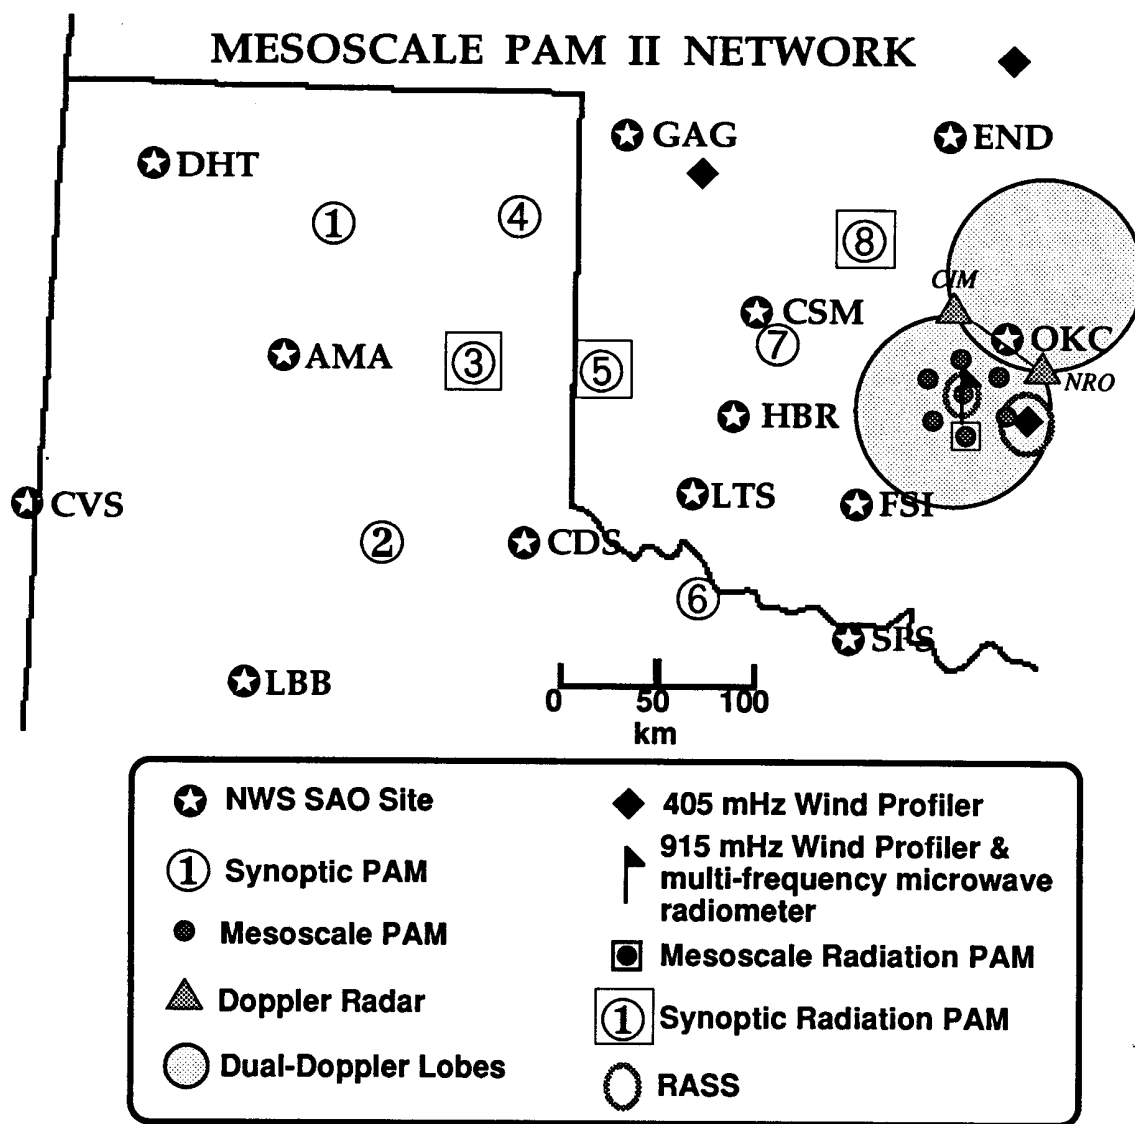 MESOSCALE PAM II NETWORK
GAG
END
DHT
1
4
8
CIM
CSM
OKC
7
AMA
3
5
NRO
HBR
CVS
LTS
FSI
2
CDS
6
SPS
LBB
0 50 100
km
NWS SAO Site
1 Synoptic PAM
Mesoscale PAM
Doppler Radar
Dual-Doppler Lobes
405 mHz Wind Profiler
915 mHz Wind Profiler &
multi-frequency microwave
radiometer
Mesoscale Radiation PAM
1 Synoptic Radiation PAM
RASS